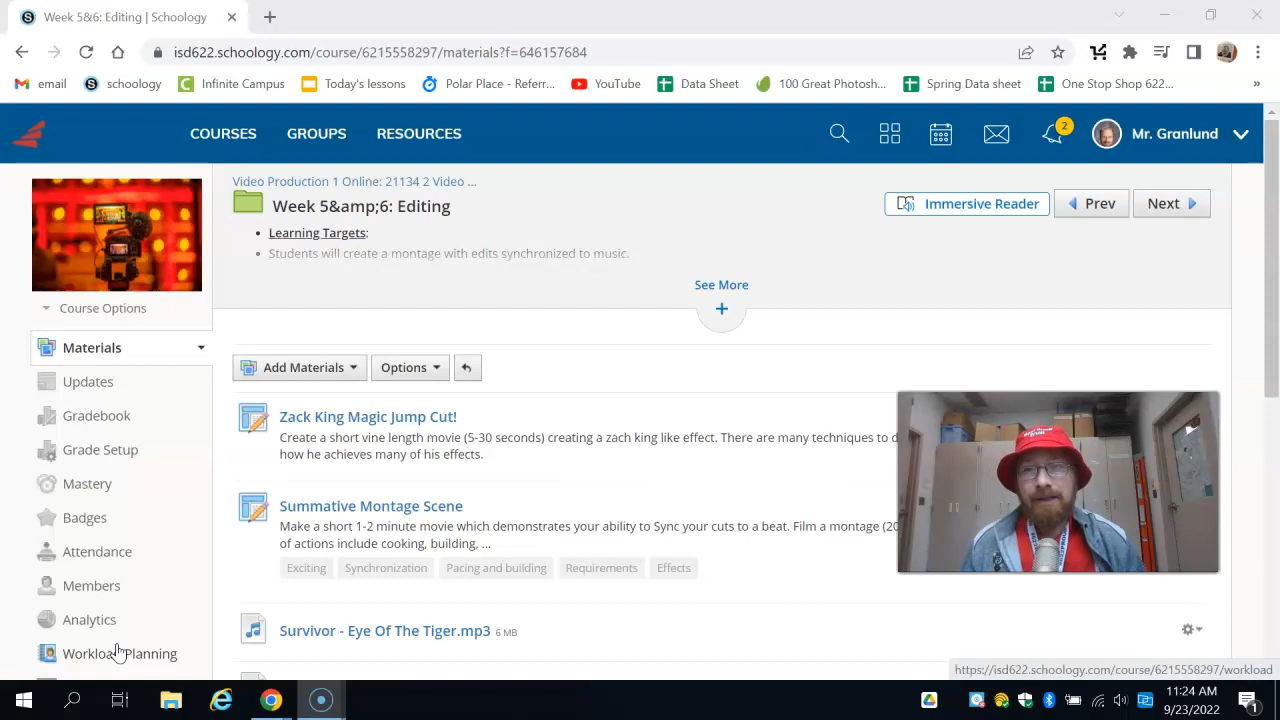 Week 5&6: Editing | Schoology
isd622.schoology.com/course/6215558297/materials?f=646157684
email schoology Infinite Campus Today's lessons Polar Place - Referr... YouTube Data Sheet 100 Great Photosh... Spring Data sheet One Stop Shop 622... »
COURSES GROUPS RESOURCES 2 Mr. Granlund
Video Production 1 Online: 21134 2 Video ...
Week 5&amp;6: Editing
Immersive Reader Prev Next
Learning Targets:
Students will create a montage with edits synchronized to music.
See More
Course Options
Materials
Updates
Gradebook
Grade Setup
Mastery
Badges
Attendance
Members
Analytics
Workload Planning
Add Materials Options
Zack King Magic Jump Cut!
Create a short vine length movie (5-30 seconds) creating a zach king like effect. There are many techniques to d
how he achieves many of his effects.
Summative Montage Scene
Make a short 1-2 minute movie which demonstrates your ability to Sync your cuts to a beat. Film a montage (20
of actions include cooking, building, ...
Exciting Synchronization Pacing and building Requirements Effects
Survivor - Eye Of The Tiger.mp3 6 MB
https://isd622.schoology.com/course/6215558297/workload
11:24 AM
9/23/2022
1